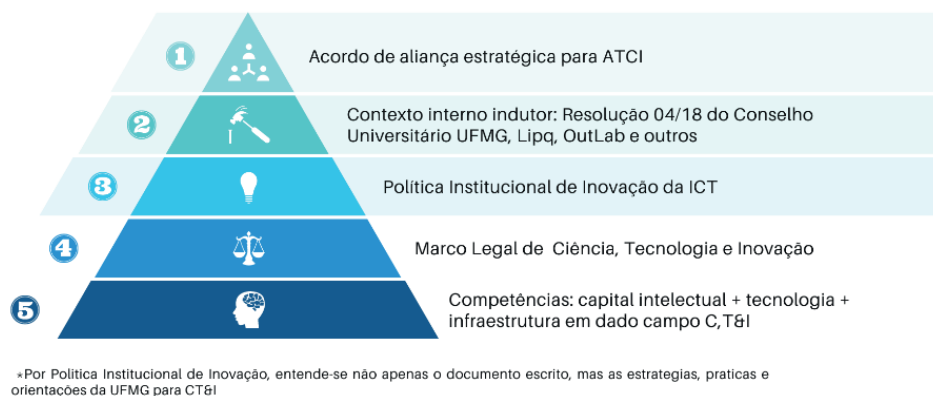 1
Acordo de aliança estratégica para ATCI
2
Contexto interno indutor: Resolução 04/18 do Conselho
Universitário UFMG, Lipq, OutLab e outros
3
Política Institucional de Inovação da ICT
4
Marco Legal de Ciência, Tecnologia e Inovação
5
Competências: capital intelectual + tecnologia +
infraestrutura em dado campo C,T&I
*Por Politica Institucional de Inovação, entende-se não apenas o documento escrito, mas as estrategias, praticas e
orientações da UFMG para CT&I